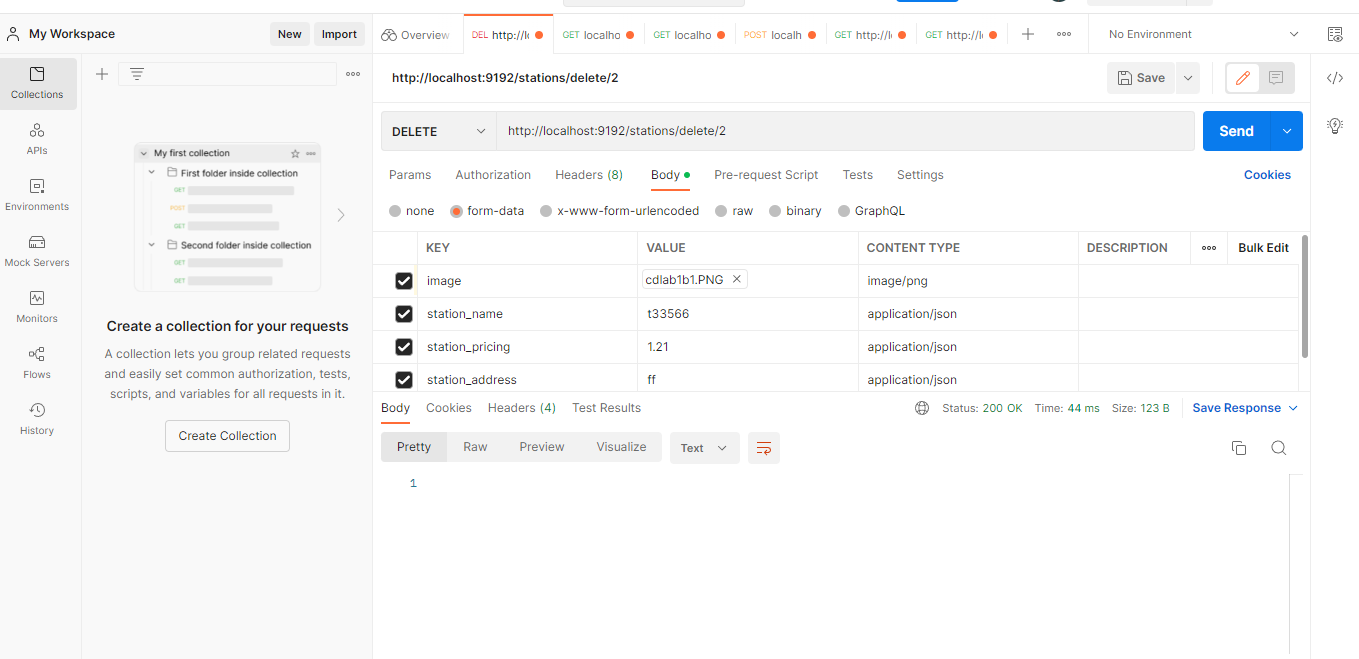 My Workspace
New
Import
Overview
DEL http://l
GET localho
GET localho
POST localh
GET http://l
GET http://l
No Environment
Collections
APIs
Environments
Mock Servers
Monitors
Flows
History
My first collection
First folder inside collection
GET
POST
GET
Second folder inside collection
GET
GET
Create a collection for your requests
A collection lets you group related requests
and easily set common authorization, tests,
scripts, and variables for all requests in it.
Create Collection
http://localhost:9192/stations/delete/2
Save
DELETE
http://localhost:9192/stations/delete/2
Send
Params
Authorization
Headers (8)
Body
Pre-request Script
Tests
Settings
Cookies
none
form-data
x-www-form-urlencoded
raw
binary
GraphQL
KEY
VALUE
CONTENT TYPE
DESCRIPTION
Bulk Edit
image
cdlab1b1.PNG
image/png
station_name
t33566
application/json
station_pricing
1.21
application/json
station_address
ff
application/json
Body
Cookies
Headers (4)
Test Results
Status: 200 OK
Time: 44 ms
Size: 123 B
Save Response
Pretty
Raw
Preview
Visualize
Text
1